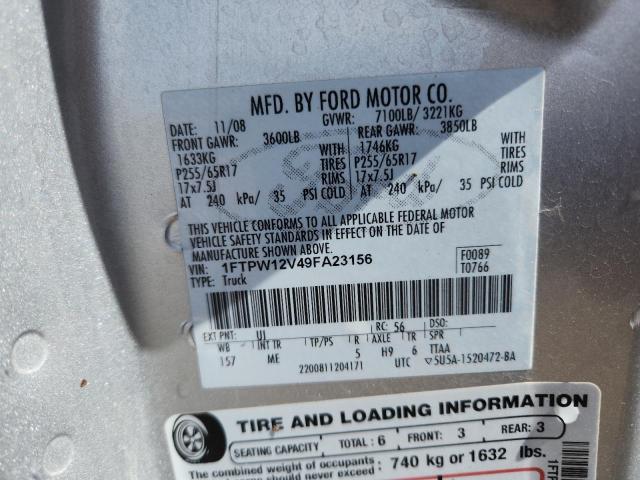 MFD. BY FORD MOTOR CO.
DATE: 11/08 GVWR: 7100LB/ 3221KG
FRONT GAWR: 3600LB REAR GAWR: 3850LB
1633KG WITH 1746KG WITH
P255/65R17 TIRES P255/65R17 TIRES
17x7.5J RIMS 17x7.5J RIMS
AT 240 kPa/ 35 PSI COLD AT 240 kPa/ 35 PSI COLD
THIS VEHICLE CONFORMS TO ALL APPLICABLE FEDERAL MOTOR
VEHICLE SAFETY STANDARDS IN EFFECT ON THE DATE OF
MANUFACTURE SHOWN ABOVE.
VIN: 1FTPW12V49FA23156 F0089
TYPE: Truck T0766
EXT PNT: UI RC: 56 DSO:
WB INT TR TP/PS R AXLE TR SPR
157 ME 5 H9 6 TTAA
2200811204171 UTC ▽5U5A-1520472-BA
TIRE AND LOADING INFORMATION
SEATING CAPACITY TOTAL: 6 FRONT: 3 REAR: 3
The combined weight of occupants 740 kg or 1632 lbs.